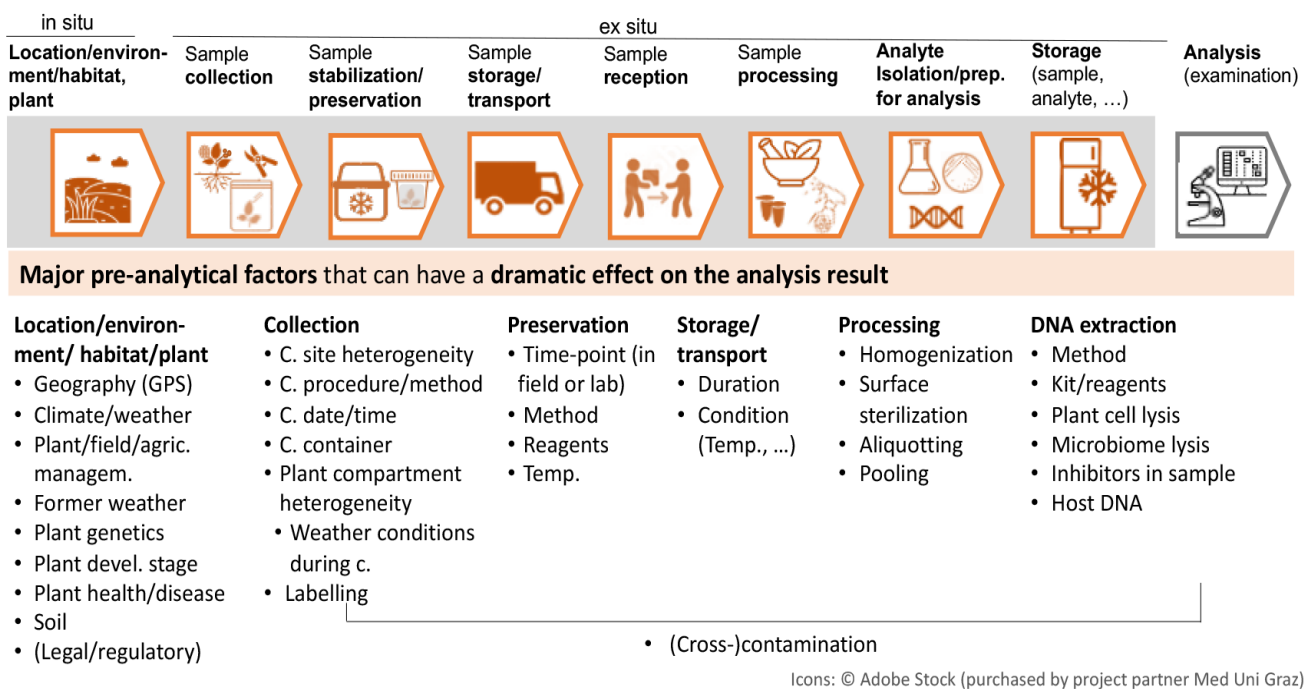 in situ
ex situ
Location/environ-
ment/habitat,
plant
Sample
collection
Sample
stabilization/
preservation
Sample
storage/
transport
Sample
reception
Sample
processing
Analyte
Isolation/prep.
for analysis
Storage
(sample,
analyte, …)
Analysis
(examination)
Major pre-analytical factors that can have a dramatic effect on the analysis result
Location/environ-
ment/ habitat/plant
• Geography (GPS)
• Climate/weather
• Plant/field/agric.
managem.
• Former weather
• Plant genetics
• Plant devel. stage
• Plant health/disease
• Soil
• (Legal/regulatory)
Collection
• C. site heterogeneity
• C. procedure/method
• C. date/time
• C. container
• Plant compartment
heterogeneity
• Weather conditions
during c.
• Labelling
Preservation
• Time-point (in
field or lab)
• Method
• Reagents
• Temp.
Storage/
transport
• Duration
• Condition
(Temp., …)
Processing
• Homogenization
• Surface
sterilization
• Aliquotting
• Pooling
DNA extraction
• Method
• Kit/reagents
• Plant cell lysis
• Microbiome lysis
• Inhibitors in sample
• Host DNA
• (Cross-)contamination
Icons: © Adobe Stock (purchased by project partner Med Uni Graz)